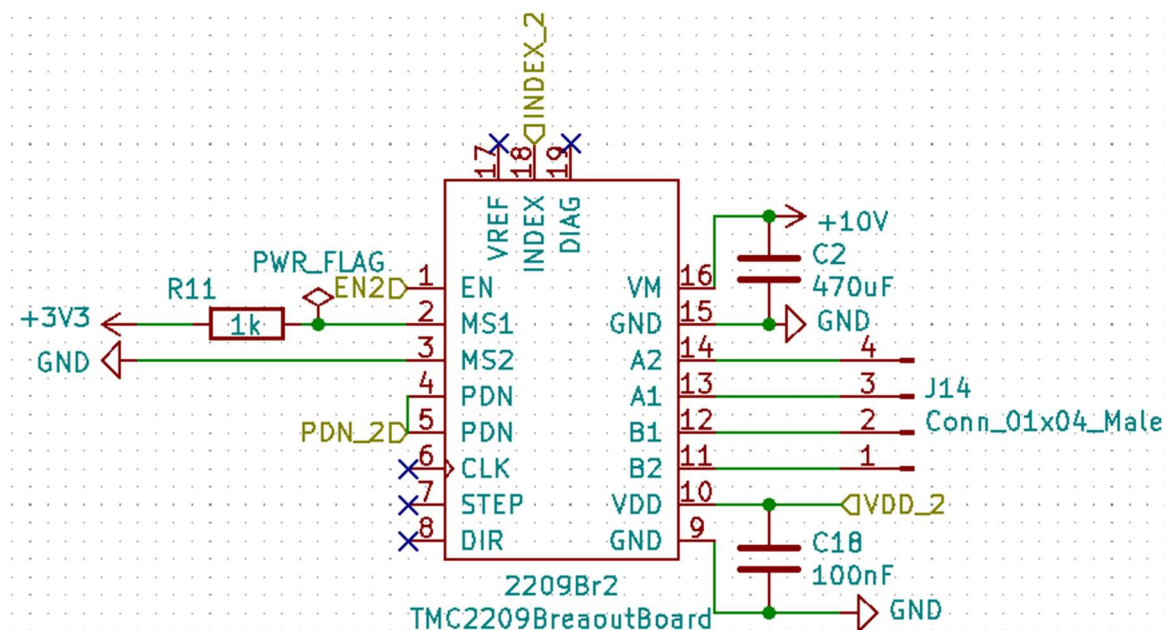 INDEX_2
17 18 19
VREF INDEX DIAG
+10V
C2
470uF
PWR_FLAG
EN2 1 EN
VM 16
R11
+3V3 1k 2 MS1
GND 15 GND
GND 3 MS2
A2 14 4
4 PDN
A1 13 3 J14
PDN_2 5 PDN
B1 12 2 Conn_01x04_Male
6 CLK
B2 11 1
7 STEP
VDD 10 VDD_2
8 DIR
GND 9
C18
100nF
GND
2209Br2
TMC2209BreaoutBoard